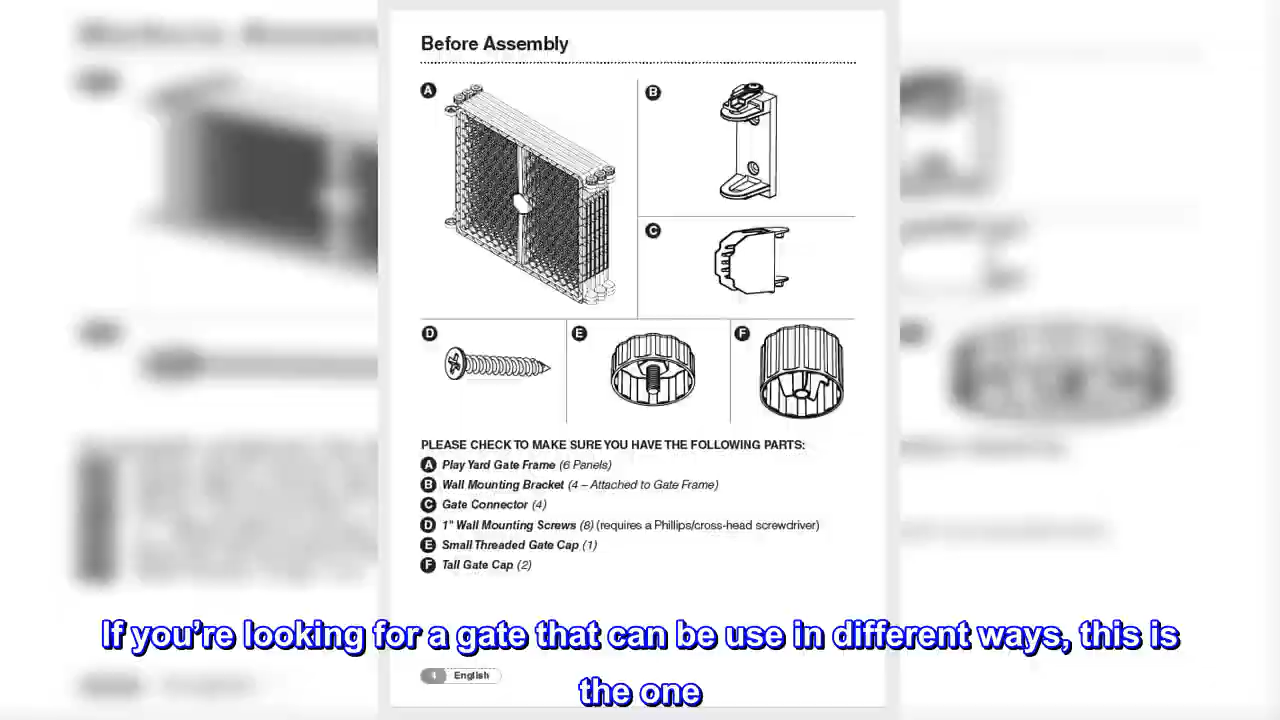 Before Assembly
A
B
C
D
E
F
PLEASE CHECK TO MAKE SURE YOU HAVE THE FOLLOWING PARTS:
A Play Yard Gate Frame (6 Panels)
B Wall Mounting Bracket (4 – Attached to Gate Frame)
C Gate Connector (4)
D 1" Wall Mounting Screws (8) (requires a Phillips/cross-head screwdriver)
E Small Threaded Gate Cap (1)
F Tall Gate Cap (2)
If you're looking for a gate that can be use in different ways, this is
the one
4 English